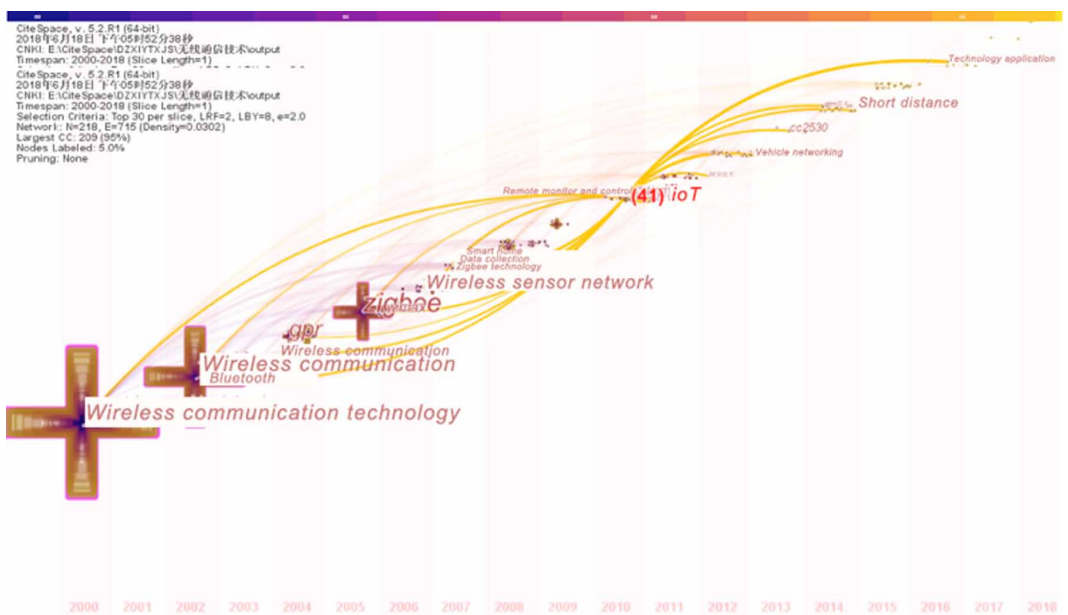 CiteSpace, v. 5.2.R1 (64-bit)
2018年6月18日 下午05时52分38秒
CNKI: E:\CiteSpace\DZXIYTXJS\无线通信技术\output
Timespan: 2000-2018 (Slice Length=1)
CiteSpace, v. 5.2.R1 (64-bit)
2018年6月18日 下午05时52分38秒
CNKI: E:\CiteSpace\DZXIYTXJS\无线通信技术\output
Timespan: 2000-2018 (Slice Length=1)
Selection Criteria: Top 30 per slice, LRF=2, LBY=8, e=2.0
Network: N=218, E=715 (Density=0.0302)
Largest CC: 209 (95%)
Nodes Labeled: 5.0%
Pruning: None
Technology application
Short distance
cc2530
Vehicle networking
Remote monitor and control
(41) ioT
Smart home
Data collection
Zigbee technology
Wireless sensor network
zigbee
gpr
Wireless communication
Wireless communication
Bluetooth
Wireless communication technology
2000 2001 2002 2003 2004 2005 2006 2007 2008 2009 2010 2011 2012 2013 2014 2015 2016 2017 2018